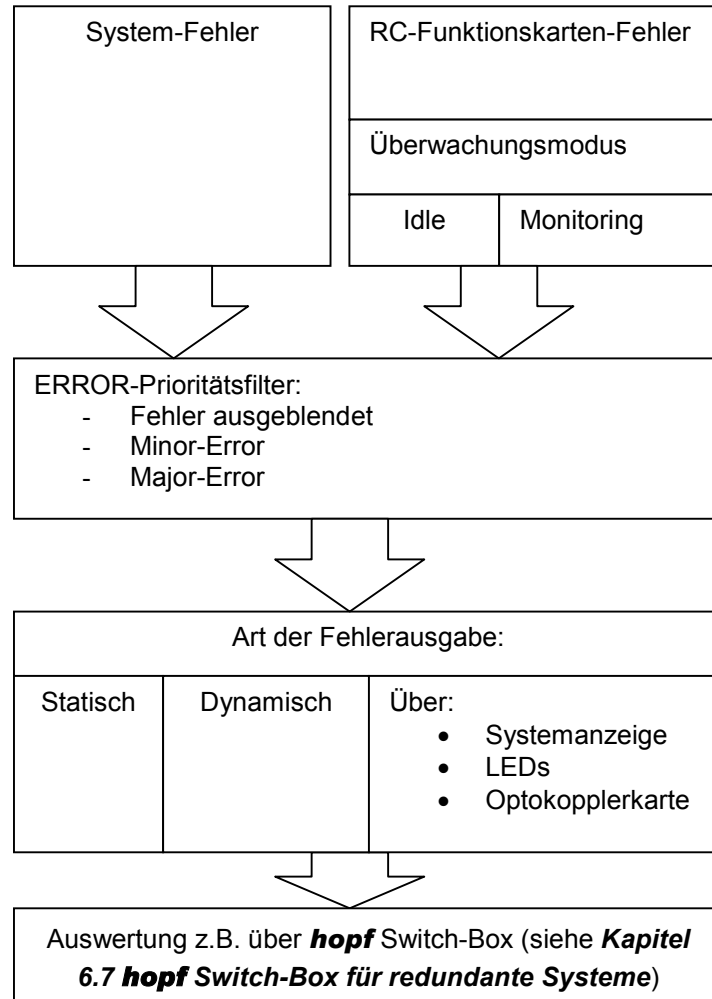 System-Fehler
RC-Funktionskarten-Fehler
Überwachungsmodus
Idle
Monitoring
ERROR-Prioritätsfilter:
- Fehler ausgeblendet
- Minor-Error
- Major-Error
Art der Fehlerausgabe:
Statisch
Dynamisch
Über:
• Systemanzeige
• LEDs
• Optokopplerkarte
Auswertung z.B. über hopf Switch-Box (siehe Kapitel
6.7 hopf Switch-Box für redundante Systeme)